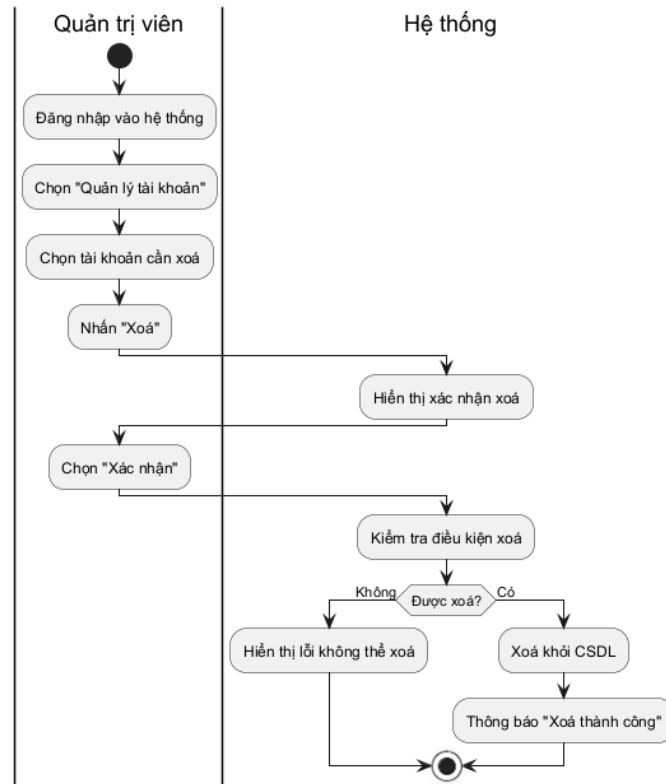 Quản trị viên
Hệ thống
Đăng nhập vào hệ thống
Chọn "Quản lý tài khoản"
Chọn tài khoản cần xoá
Nhấn "Xoá"
Hiển thị xác nhận xoá
Chọn "Xác nhận"
Kiểm tra điều kiện xoá
Không
Được xoá?
Có
Hiển thị lỗi không thể xoá
Xoá khỏi CSDL
Thông báo "Xoá thành công"